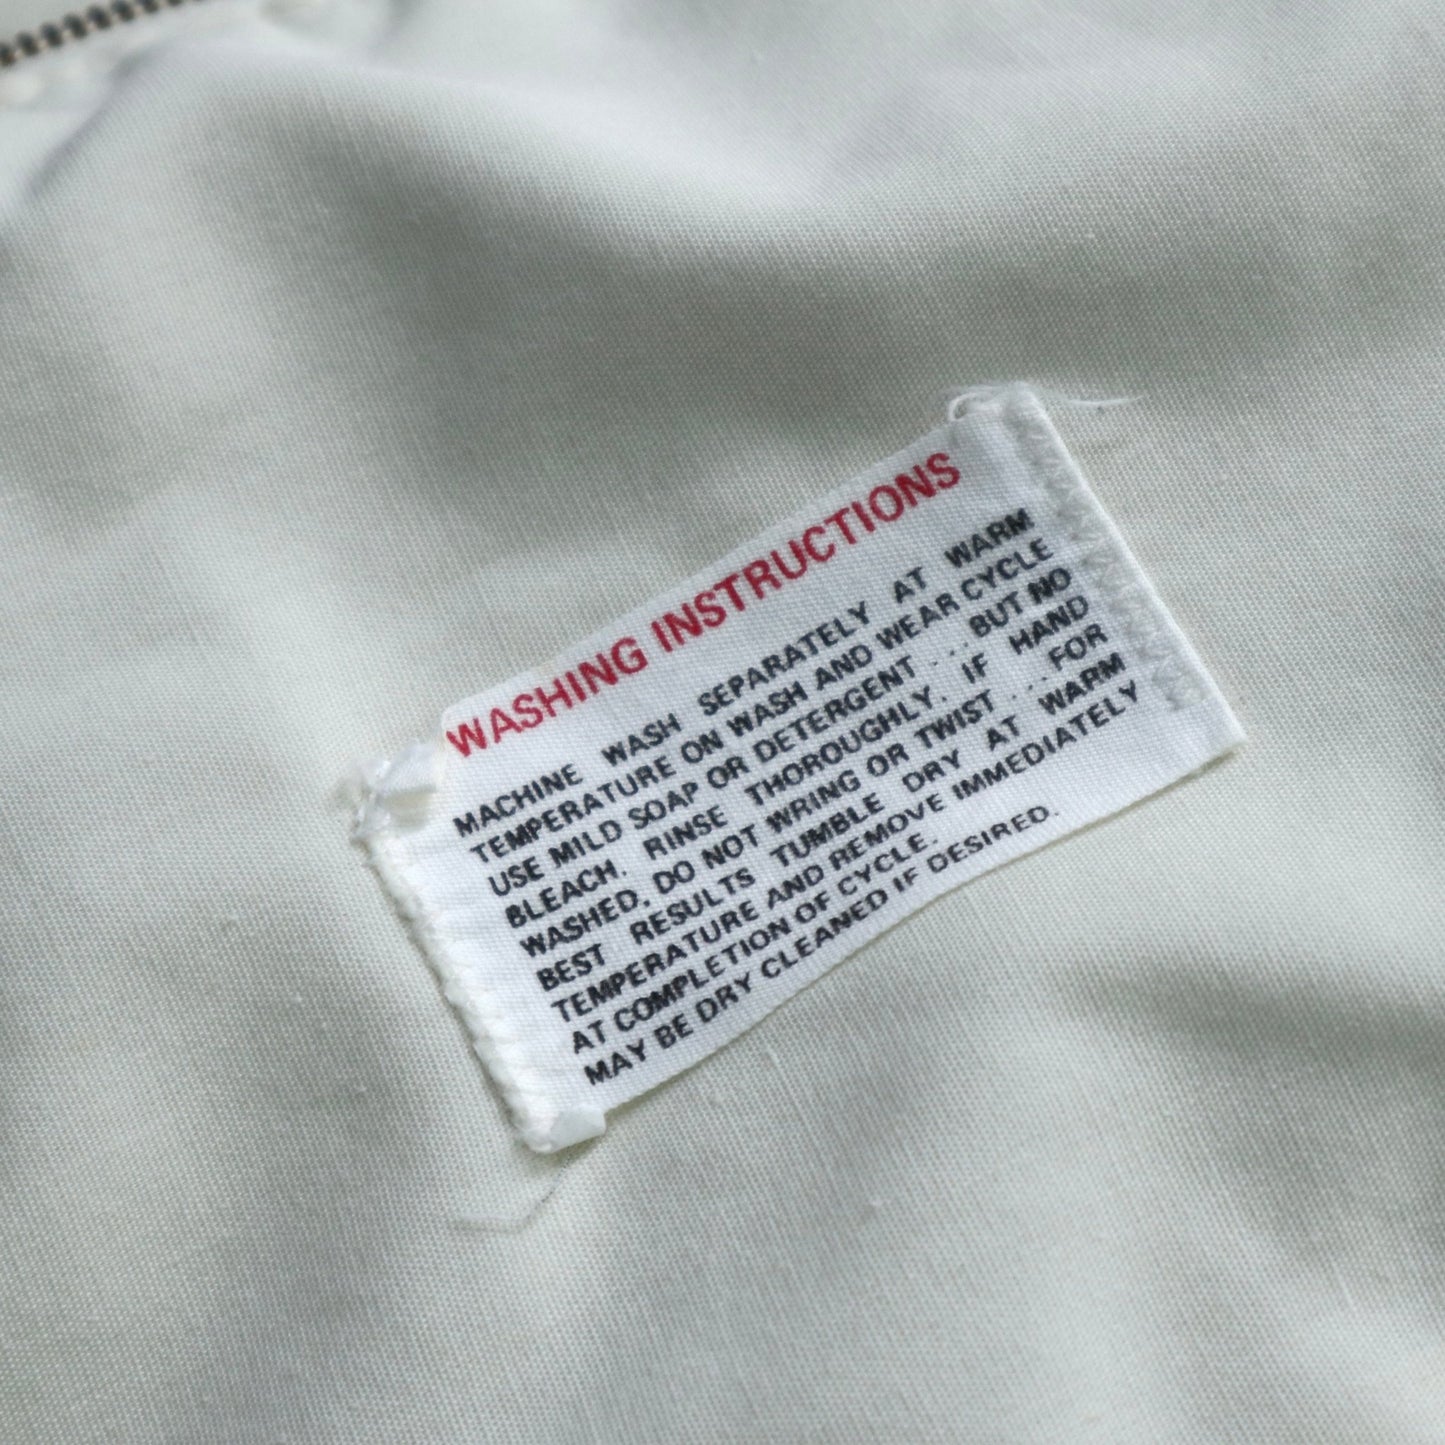 WASHING INSTRUCTIONS
MACHINE WASH SEPARATELY AT WARM
TEMPERATURE ON WASH AND WEAR CYCLE
USE MILD SOAP OR DETERGENT ... BUT NO
BLEACH. RINSE THOROUGHLY. IF HAND
WASHED, DO NOT WRING OR TWIST ... FOR
BEST RESULTS TUMBLE DRY AT WARM
TEMPERATURE AND REMOVE IMMEDIATELY
AT COMPLETION OF CYCLE.
MAY BE DRY CLEANED IF DESIRED.